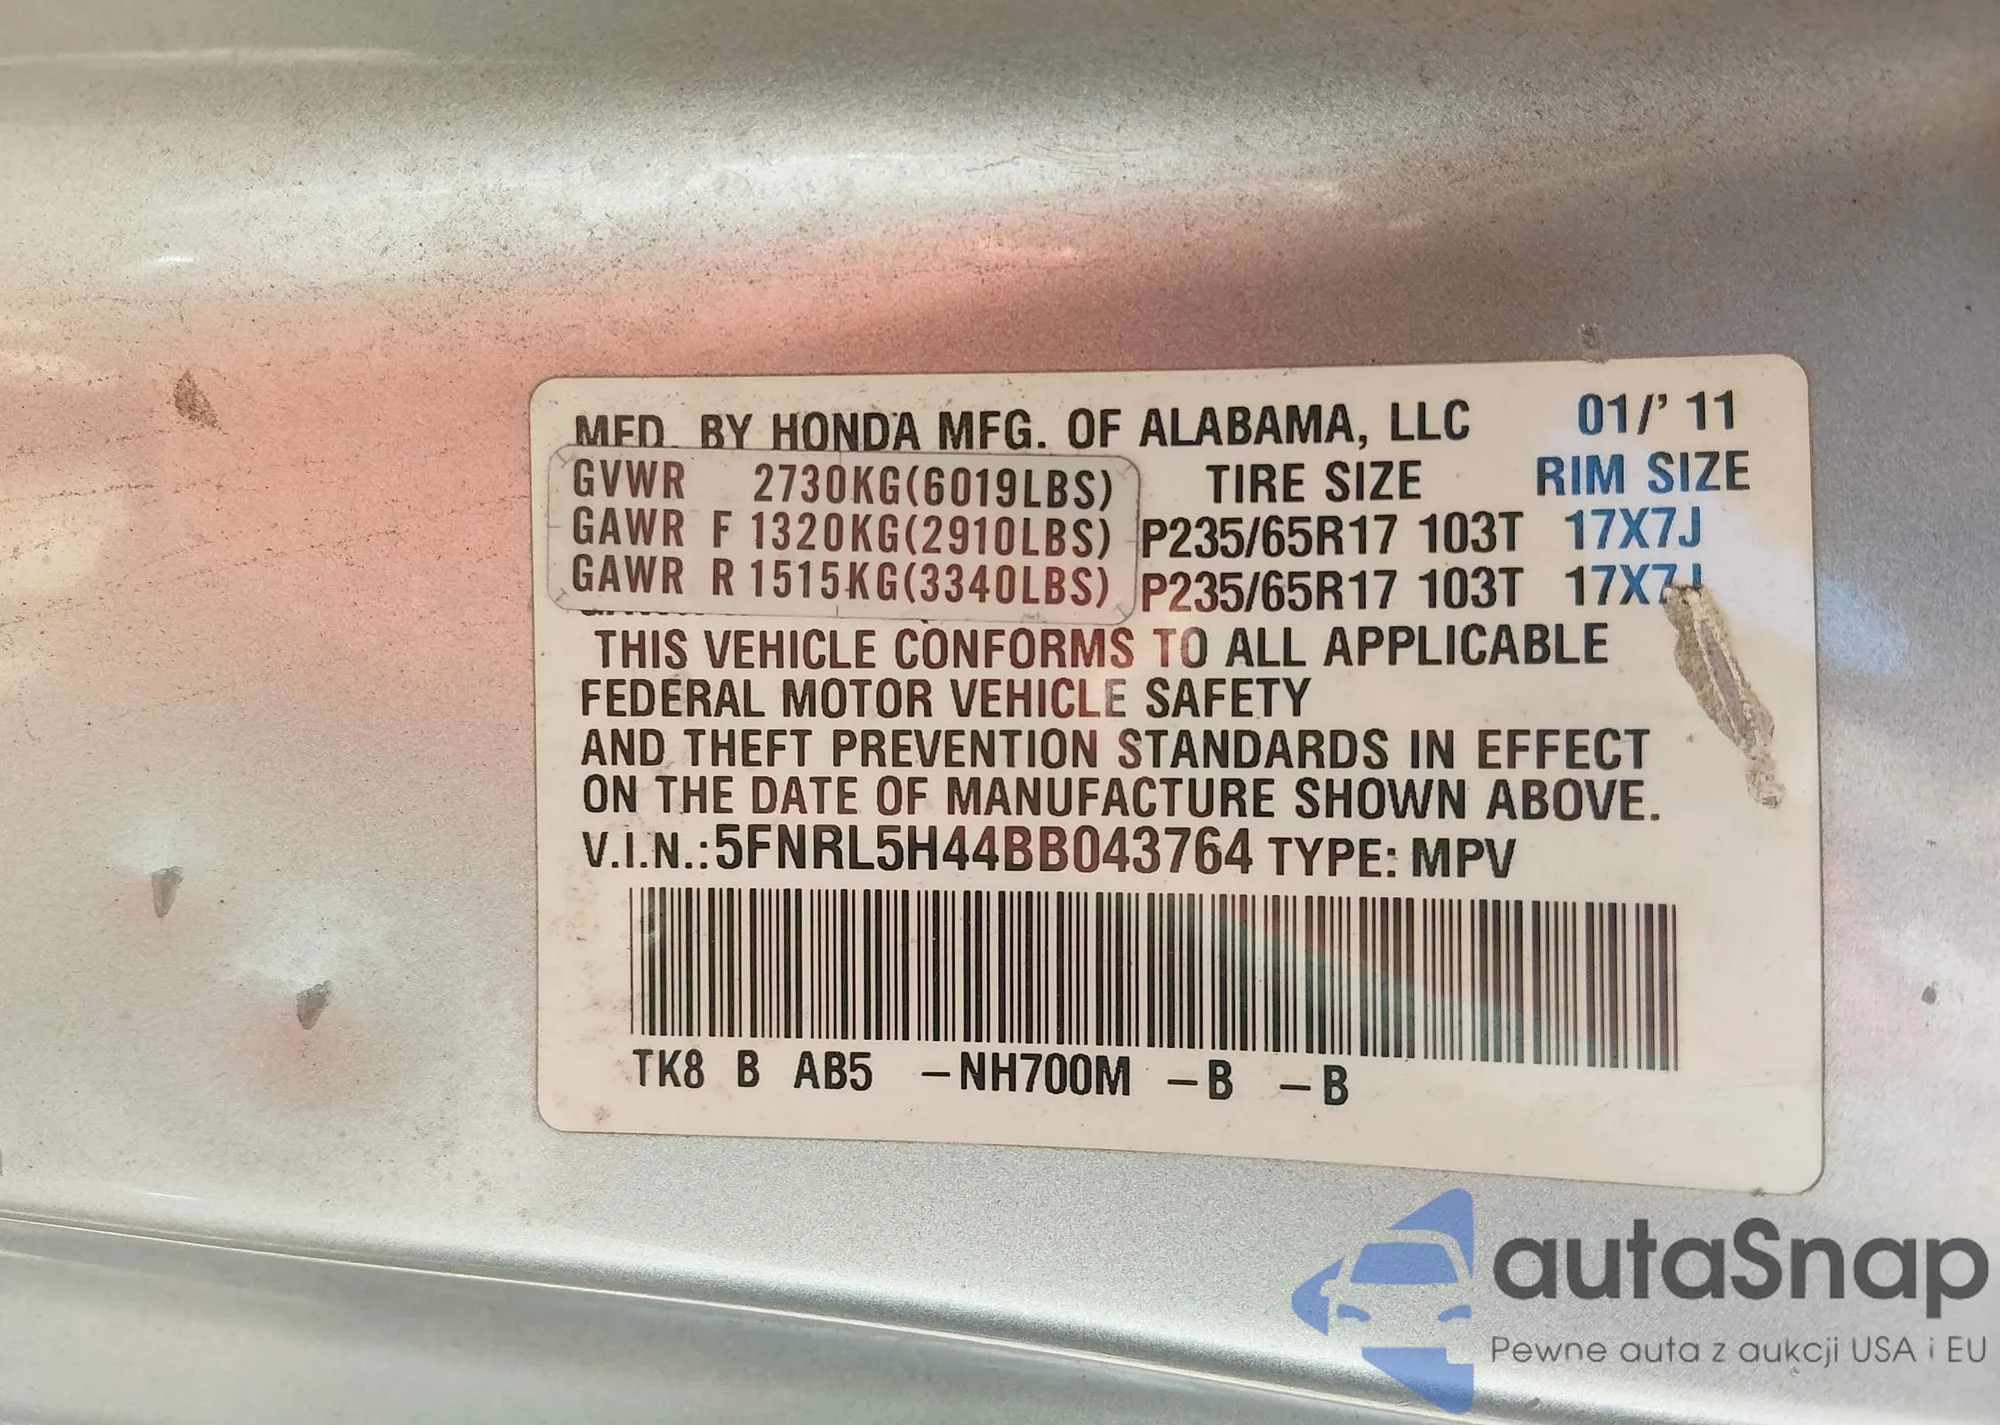 MFD. BY HONDA MFG. OF ALABAMA, LLC 01/' 11
GVWR 2730KG(6019LBS) TIRE SIZE RIM SIZE
GAWR F 1320KG(2910LBS) P235/65R17 103T 17X7J
GAWR R 1515KG(3340LBS) P235/65R17 103T 17X7J
THIS VEHICLE CONFORMS TO ALL APPLICABLE
FEDERAL MOTOR VEHICLE SAFETY
AND THEFT PREVENTION STANDARDS IN EFFECT
ON THE DATE OF MANUFACTURE SHOWN ABOVE.
V.I.N.:5FNRL5H44BB043764 TYPE: MPV
TK8 B AB5 -NH700M -B -B
autaSnap
Pewne auta z aukcji USA i EU